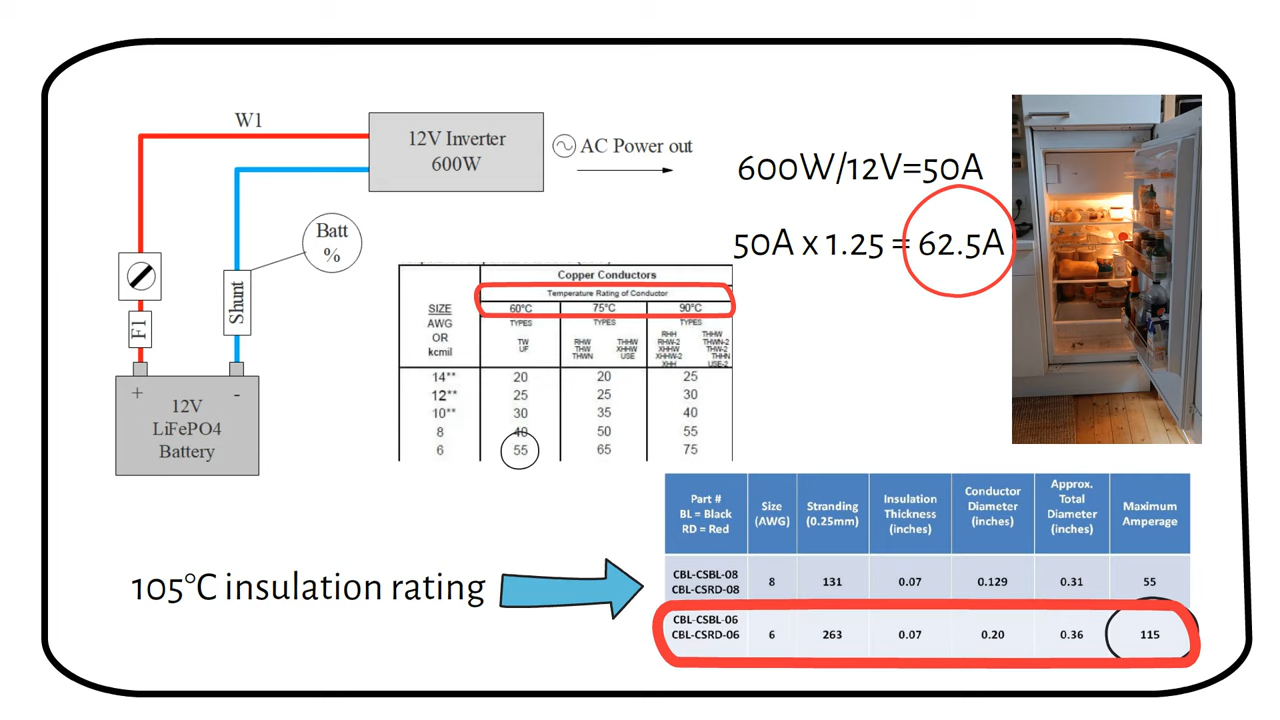 W1
12V Inverter
600W
AC Power out
Batt
%
Shunt
F1
+ -
12V
LiFePO4
Battery
600W/12V=50A
50A x 1.25 = 62.5A
Copper Conductors
Temperature Rating of Conductor
SIZE
AWG
OR
kcmil
60°C 75°C 90°C
TYPES TYPES TYPES
TW
UF
RHW
THW
THWN
THHW
XHHW
USE
RHH
RHW-2
XHHW
XHHW-2
XHH
THHW
THWN-2
THW-2
THHN
USE-2
14** 20 20 25
12** 25 25 30
10** 30 35 40
8 40 50 55
6 55 65 75
105°C insulation rating
Part #
BL = Black
RD = Red
Size
(AWG)
Stranding
(0.25mm)
Insulation
Thickness
(inches)
Conductor
Diameter
(inches)
Approx.
Total
Diameter
(inches)
Maximum
Amperage
CBL-CSBL-08
CBL-CSRD-08
8 131 0.07 0.129 0.31 55
CBL-CSBL-06
CBL-CSRD-06
6 263 0.07 0.20 0.36 115